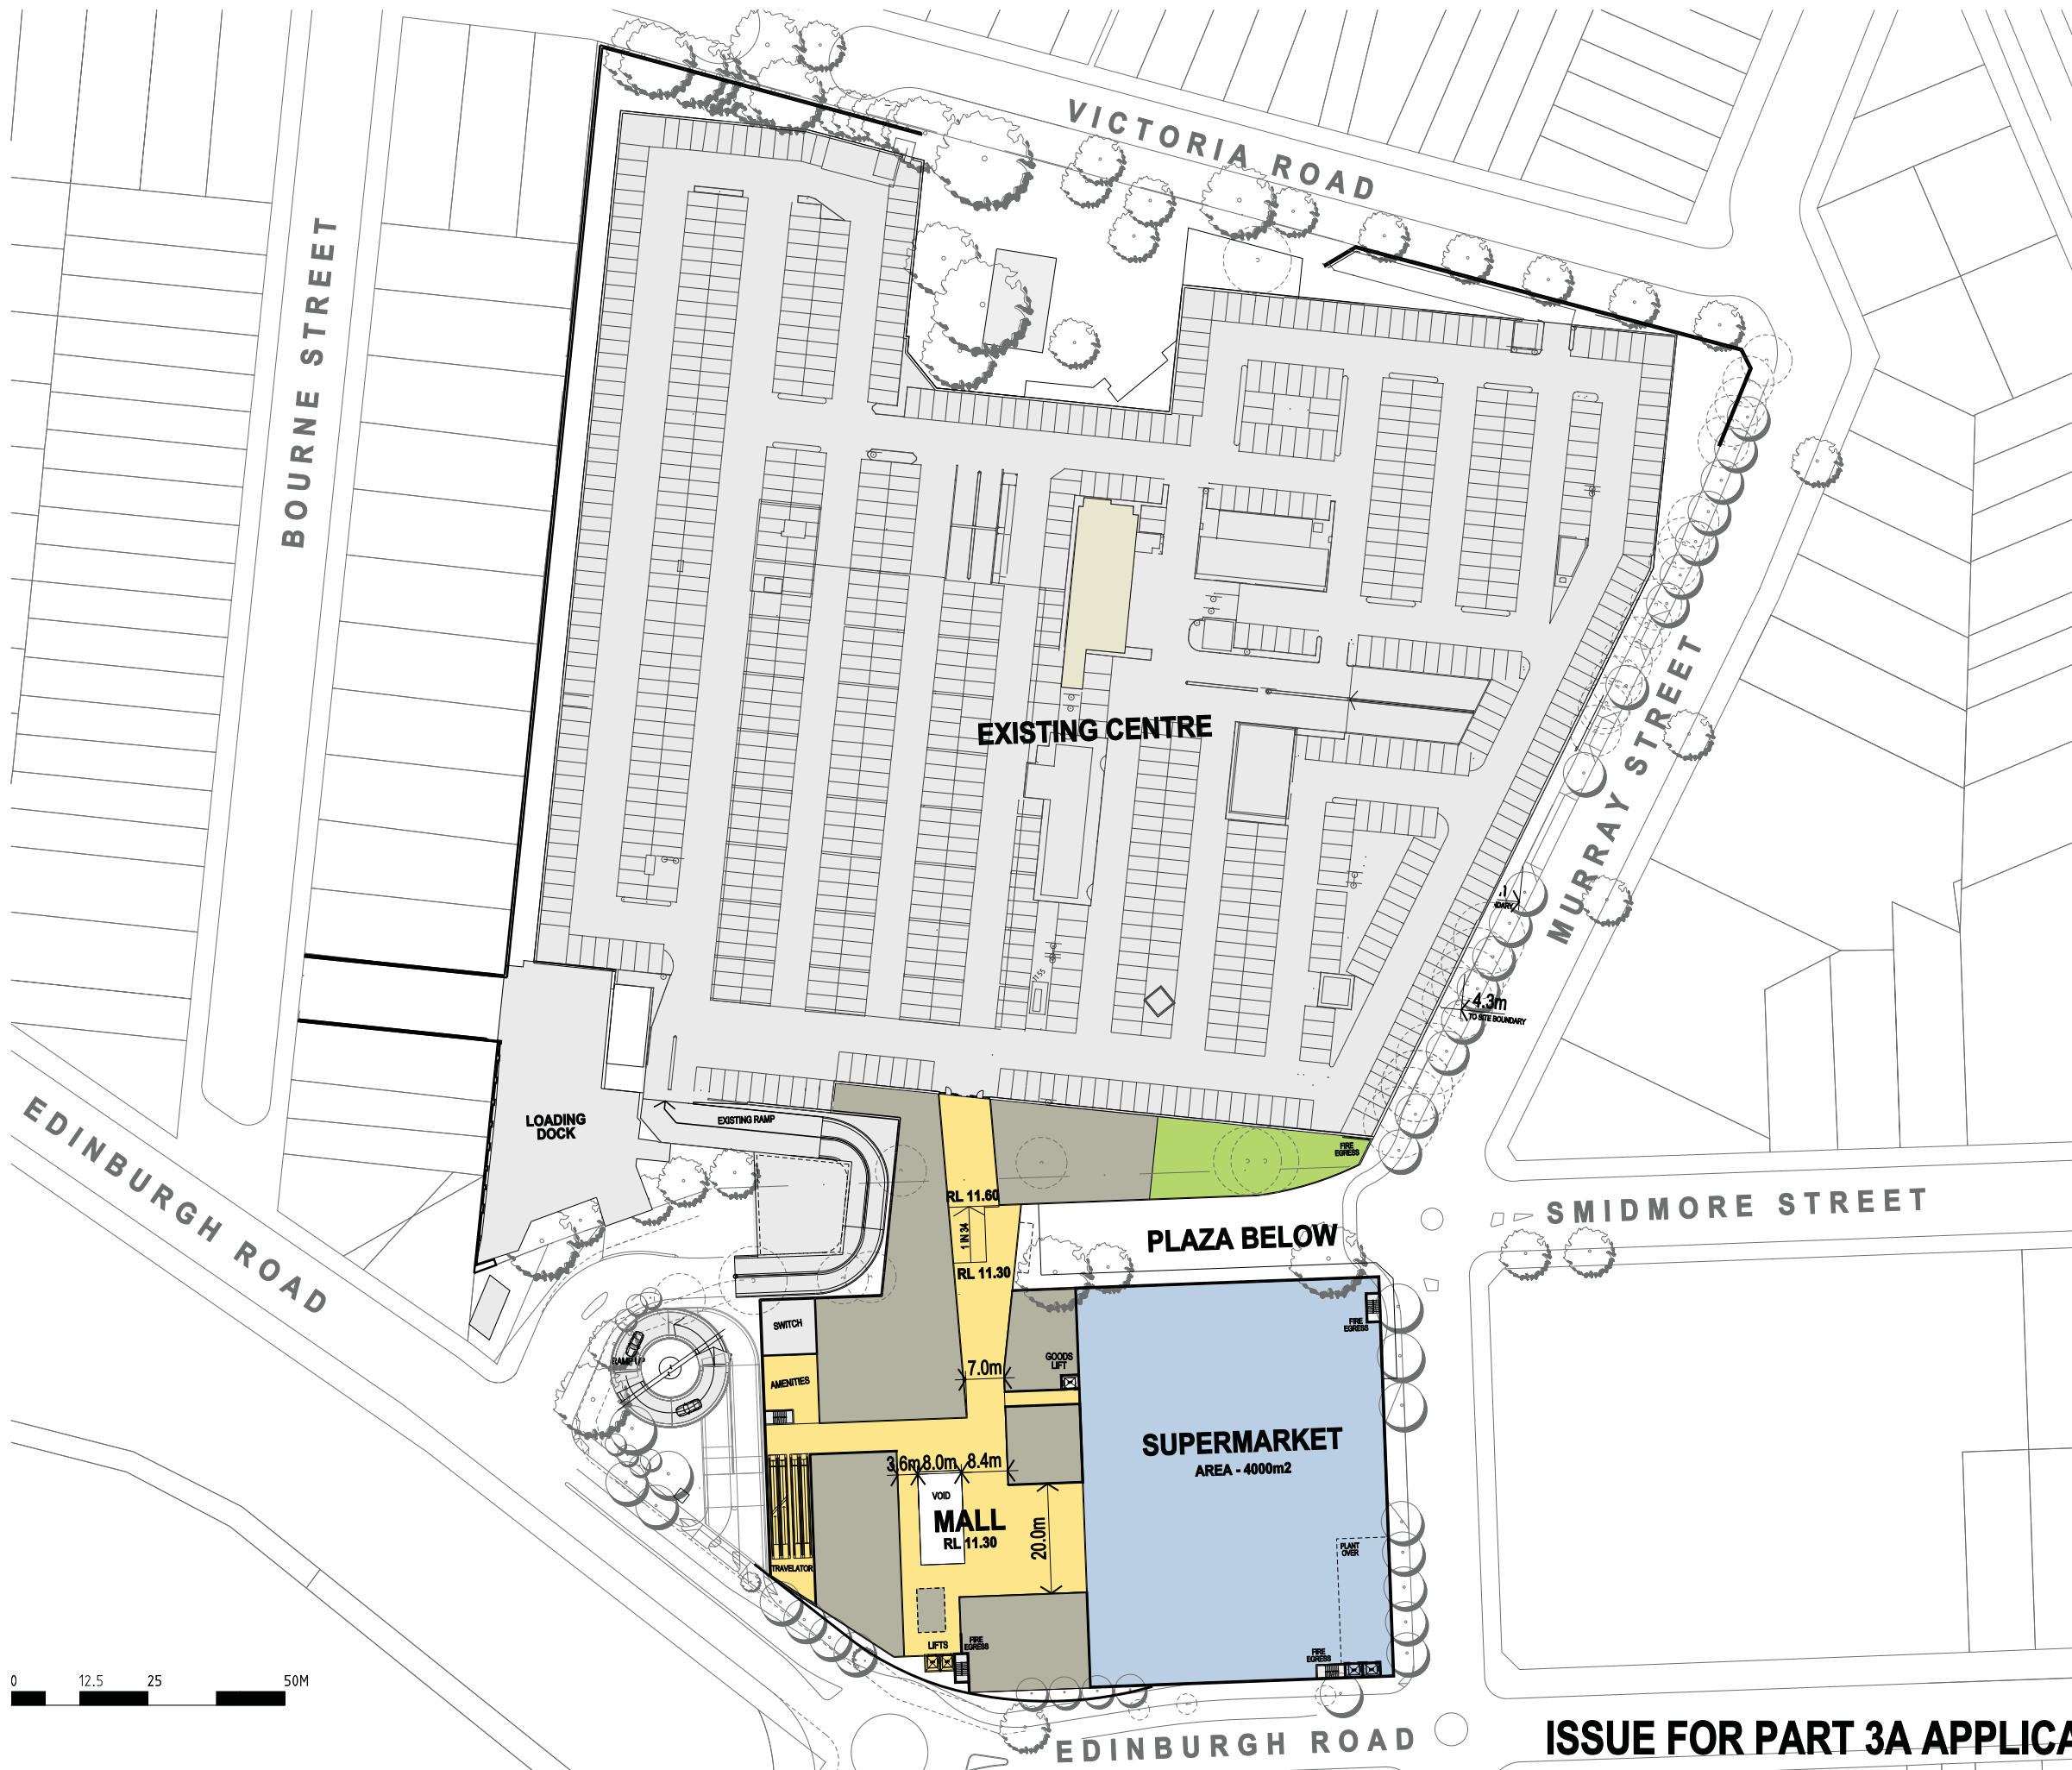 VICTORIA ROAD
BOURNE STREET
EXISTING CENTRE
MURRAY STREET
1155
4.3m
TO SITE BOUNDARY
EDINBURGH ROAD
LOADING
DOCK
EXISTING RAMP
FIRE
EGRESS
RL 11.60
1 IN 34
RL 11.30
PLAZA BELOW
SMIDMORE STREET
SWITCH
RAMP UP
AMENITIES
7.0m
GOODS
LIFT
FIRE
EGRESS
3.6m
8.0m
8.4m
SUPERMARKET
AREA - 4000m2
VOID
MALL
RL 11.30
20.0m
PLANT
OVER
TRAVELATOR
LIFTS
FIRE
EGRESS
FIRE
EGRESS
0 12.5 25 50M
EDINBURGH ROAD
ISSUE FOR PART 3A APPLICA